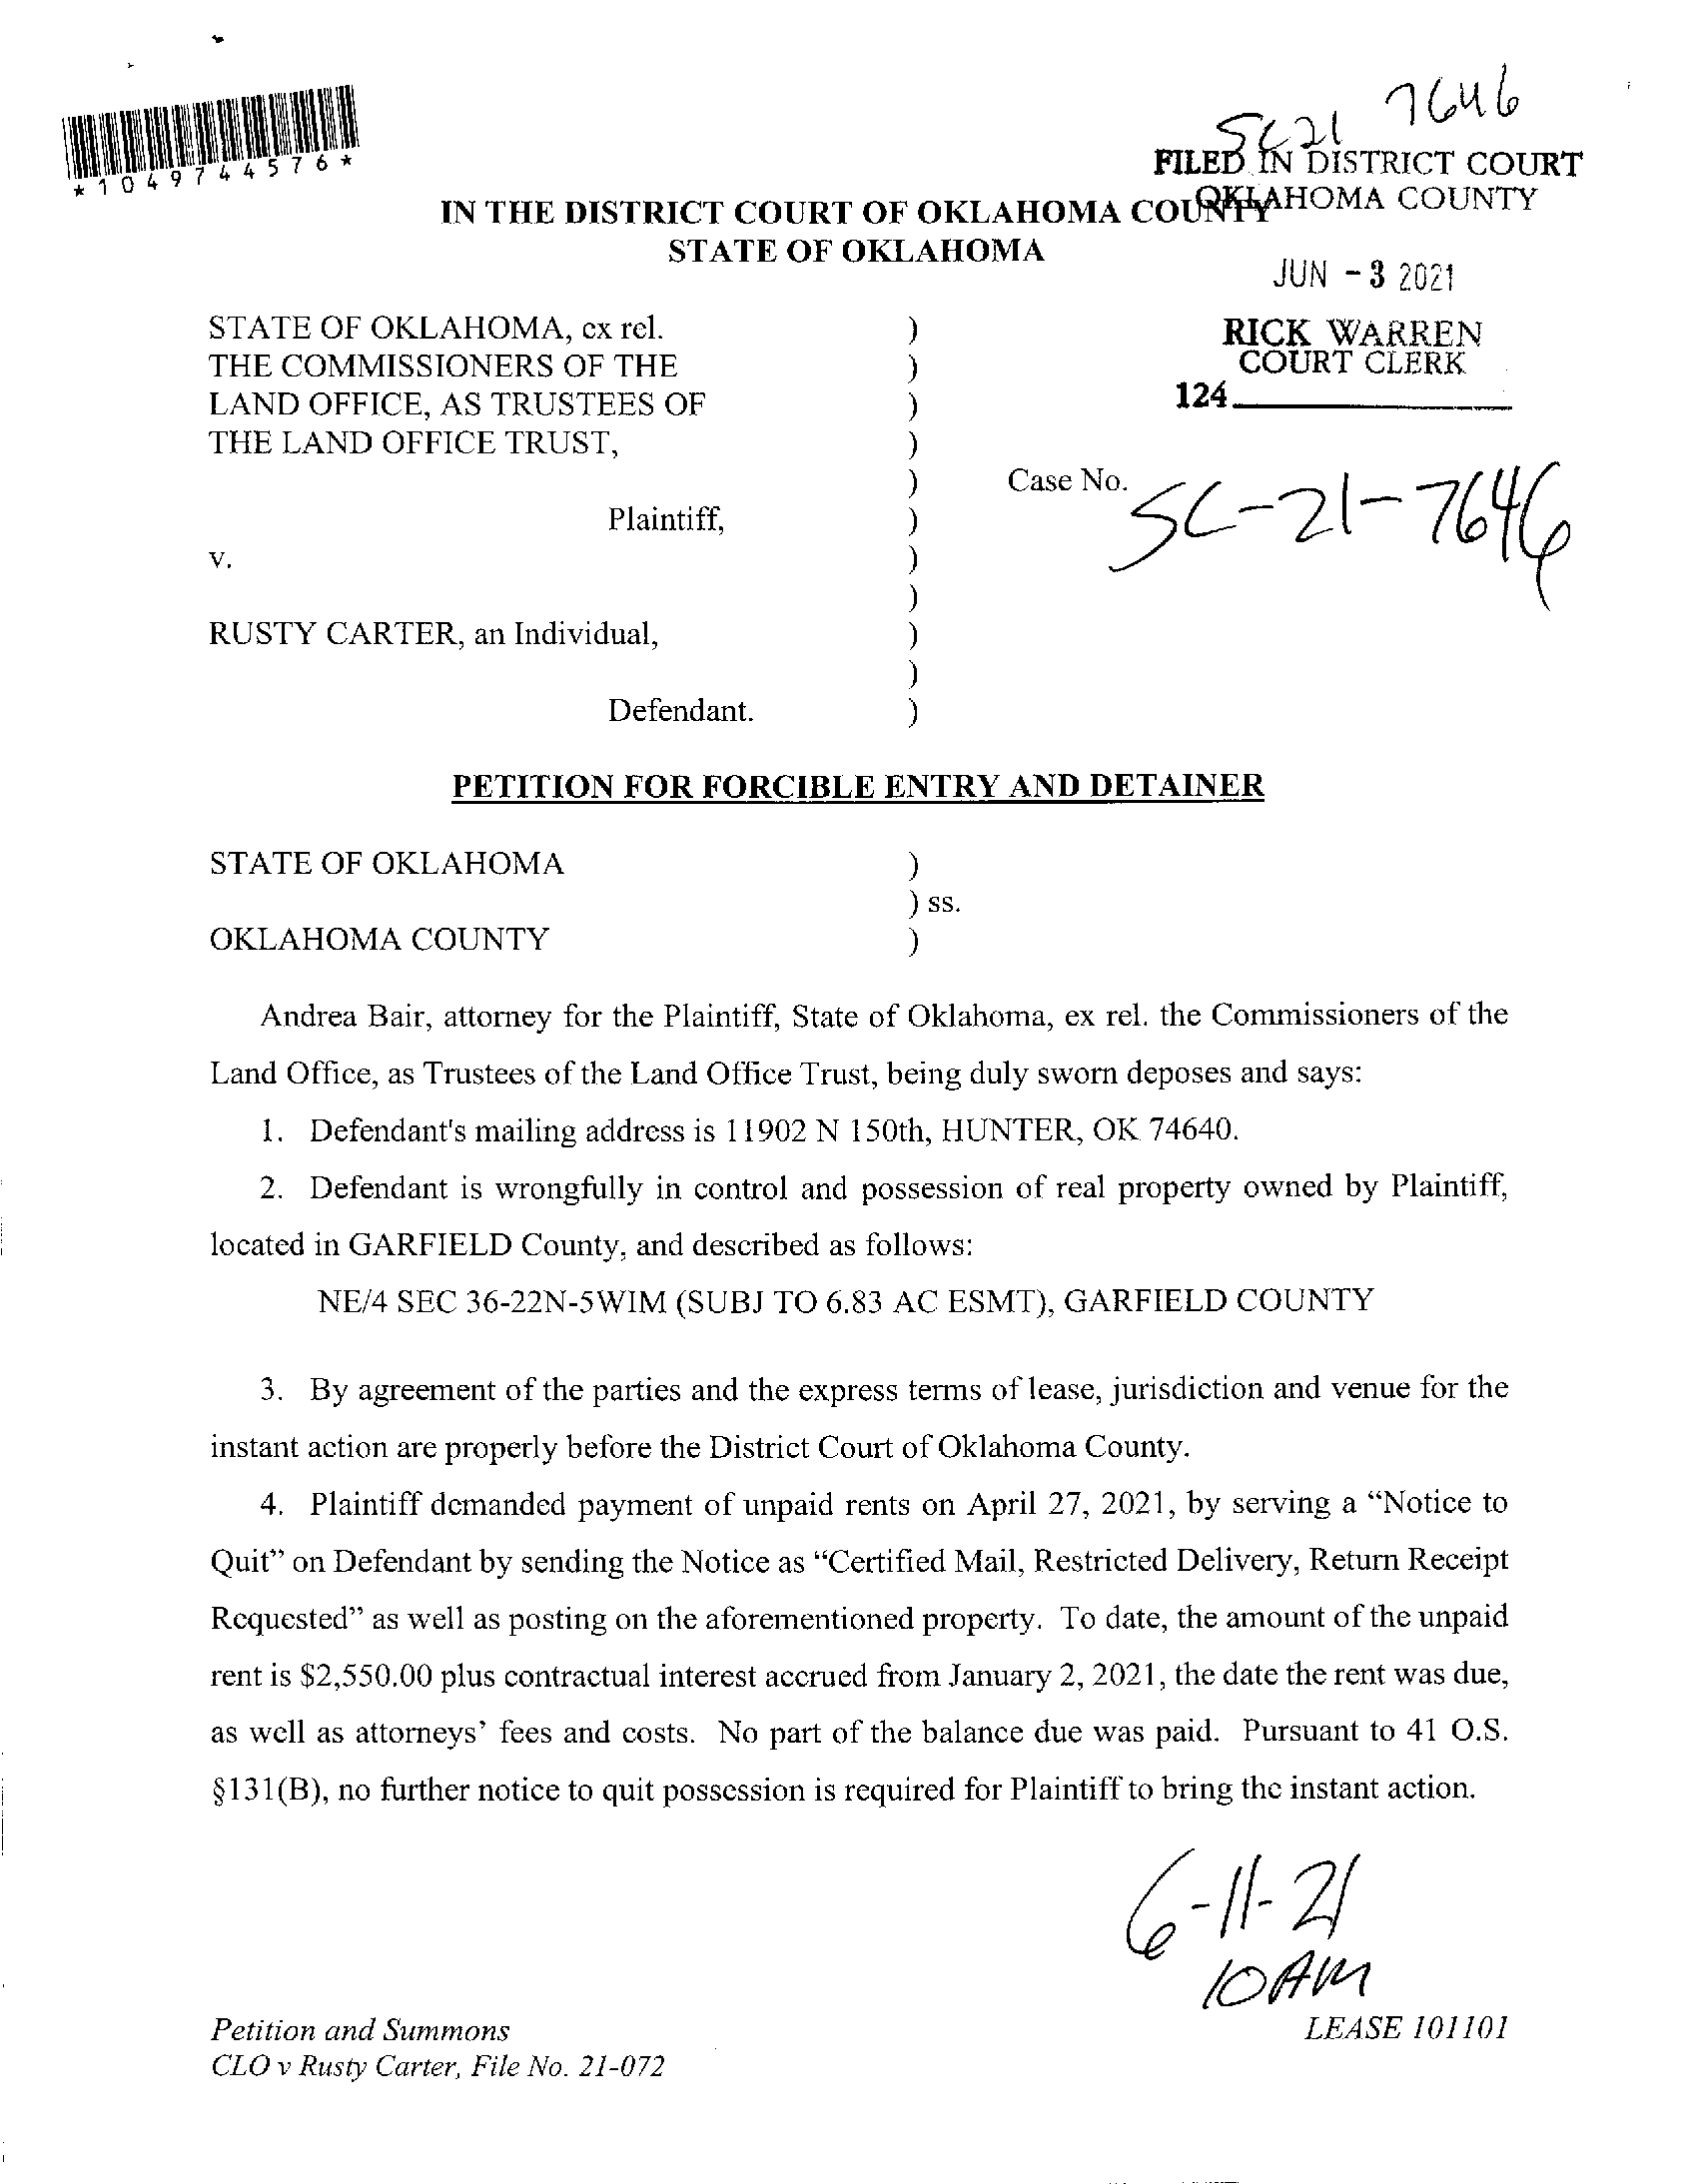 SC21 7646
*1049744576*
FILED IN DISTRICT COURT
OKLAHOMA COUNTY
IN THE DISTRICT COURT OF OKLAHOMA COUNTY
STATE OF OKLAHOMA
JUN -3 2021
RICK WARREN
COURT CLERK
124
STATE OF OKLAHOMA, ex rel. )
THE COMMISSIONERS OF THE )
LAND OFFICE, AS TRUSTEES OF )
THE LAND OFFICE TRUST, )
) Case No. SC-21-7646
Plaintiff, )
v. )
)
RUSTY CARTER, an Individual, )
)
Defendant. )
PETITION FOR FORCIBLE ENTRY AND DETAINER
STATE OF OKLAHOMA )
) ss.
OKLAHOMA COUNTY )
Andrea Bair, attorney for the Plaintiff, State of Oklahoma, ex rel. the Commissioners of the
Land Office, as Trustees of the Land Office Trust, being duly sworn deposes and says:
1. Defendant's mailing address is 11902 N 150th, HUNTER, OK 74640.
2. Defendant is wrongfully in control and possession of real property owned by Plaintiff,
located in GARFIELD County, and described as follows:
NE/4 SEC 36-22N-5WIM (SUBJ TO 6.83 AC ESMT), GARFIELD COUNTY
3. By agreement of the parties and the express terms of lease, jurisdiction and venue for the
instant action are properly before the District Court of Oklahoma County.
4. Plaintiff demanded payment of unpaid rents on April 27, 2021, by serving a “Notice to
Quit” on Defendant by sending the Notice as “Certified Mail, Restricted Delivery, Return Receipt
Requested” as well as posting on the aforementioned property. To date, the amount of the unpaid
rent is $2,550.00 plus contractual interest accrued from January 2, 2021, the date the rent was due,
as well as attorneys’ fees and costs. No part of the balance due was paid. Pursuant to 41 O.S.
§131(B), no further notice to quit possession is required for Plaintiff to bring the instant action.
6-11-21
10AM
Petition and Summons
LEASE 101101
CLO v Rusty Carter, File No. 21-072